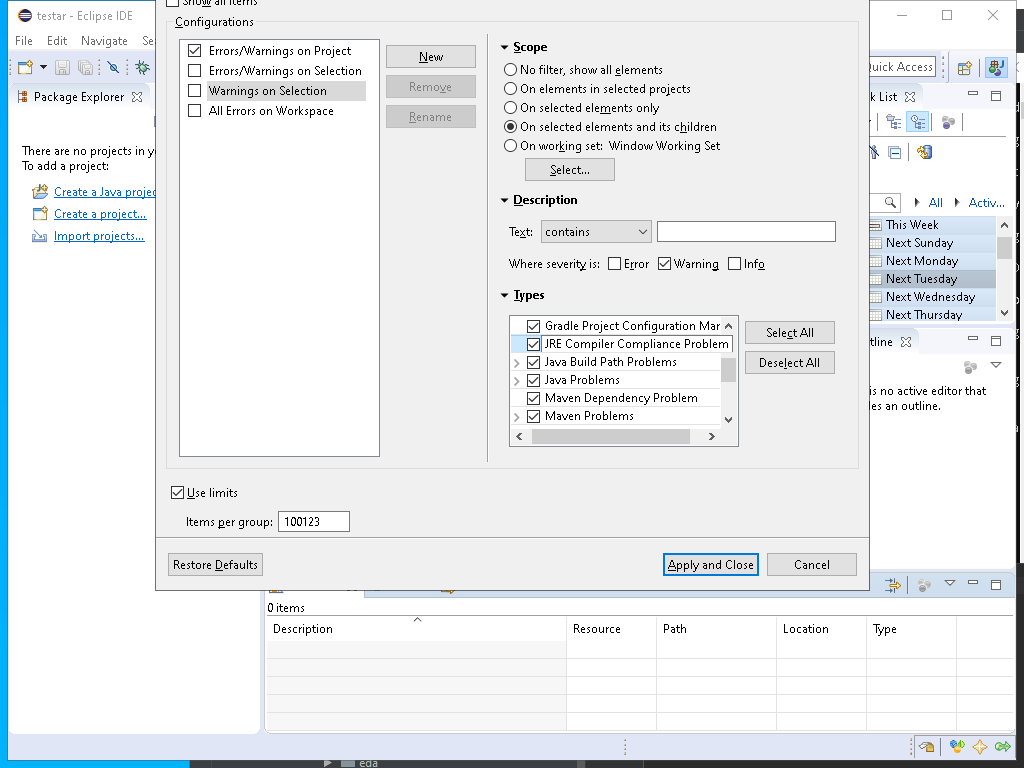 testar - Eclipse IDE
Show all items
File Edit Navigate Se
Configurations
Errors/Warnings on Project
Errors/Warnings on Selection
Warnings on Selection
All Errors on Workspace
New
Remove
Rename
Scope
No filter, show all elements
On elements in selected projects
On selected elements only
On selected elements and its children
On working set: Window Working Set
Select...
Description
Text: contains
Where severity is: Error Warning Info
Types
Gradle Project Configuration Mar
JRE Compiler Compliance Problem
Java Build Path Problems
Java Problems
Maven Dependency Problem
Maven Problems
Select All
Deselect All
Use limits
Items per group: 100123
Restore Defaults
Apply and Close
Cancel
Package Explorer
There are no projects in y
To add a project:
Create a Java projec
Create a project...
Import projects...
Quick Access
k List
All Activ...
This Week
Next Sunday
Next Monday
Next Tuesday
Next Wednesday
Next Thursday
tline
is no active editor that
les an outline.
0 items
Description Resource Path Location Type
eda